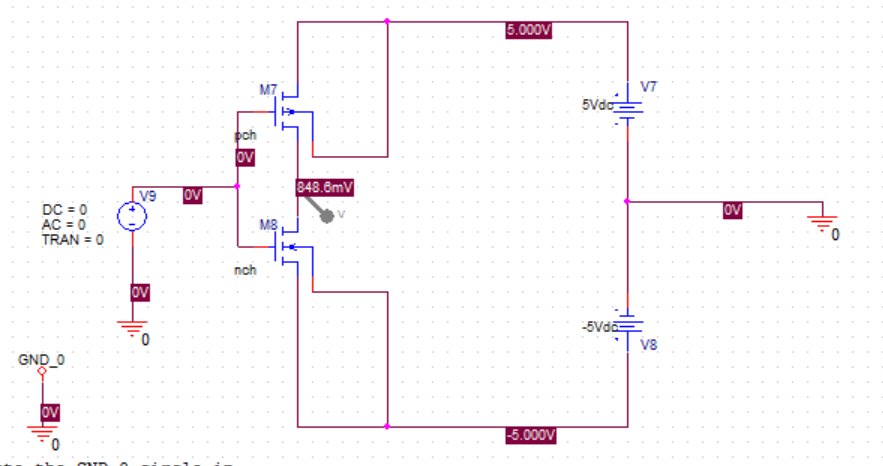 5.000V
M7
V7
5Vdc
pch
0V
848.6mV
V9
0V
V
0V
DC = 0
AC = 0
TRAN = 0
M8
0
nch
0V
-5Vdc
0
V8
GND_0
0V
-5.000V
0